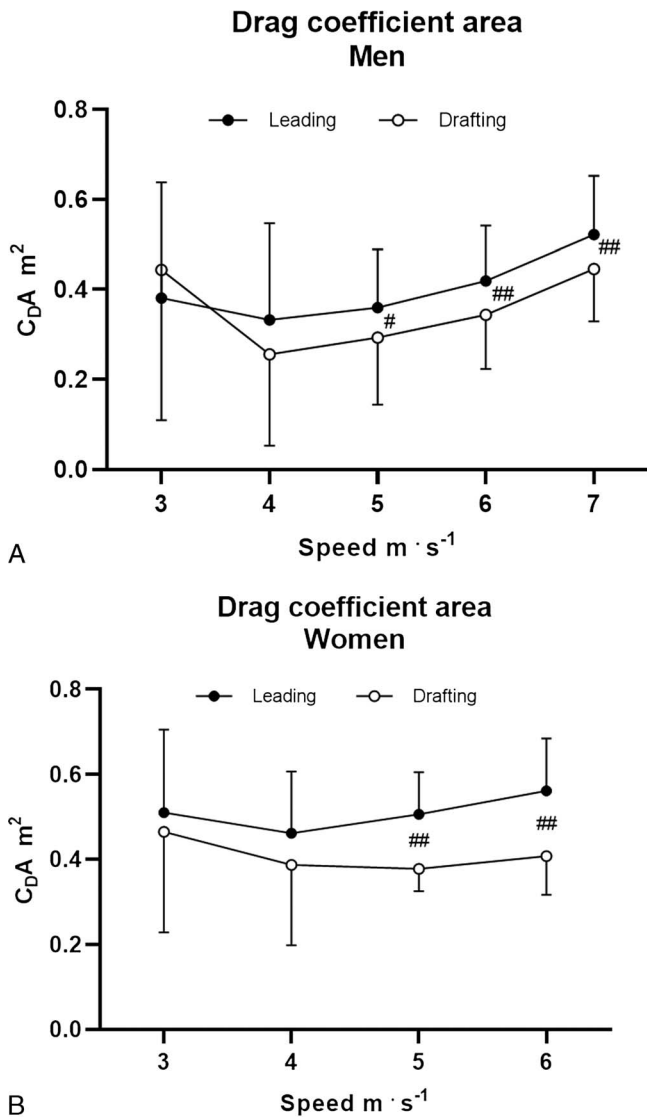 Drag coefficient area
Men
Leading Drafting
0.8
0.6
0.4
0.2
0.0
C_DA m²
#
##
##
3 4 5 6 7
Speed m · s⁻¹
A
Drag coefficient area
Women
Leading Drafting
0.8
0.6
0.4
0.2
0.0
C_DA m²
##
##
3 4 5 6
Speed m · s⁻¹
B